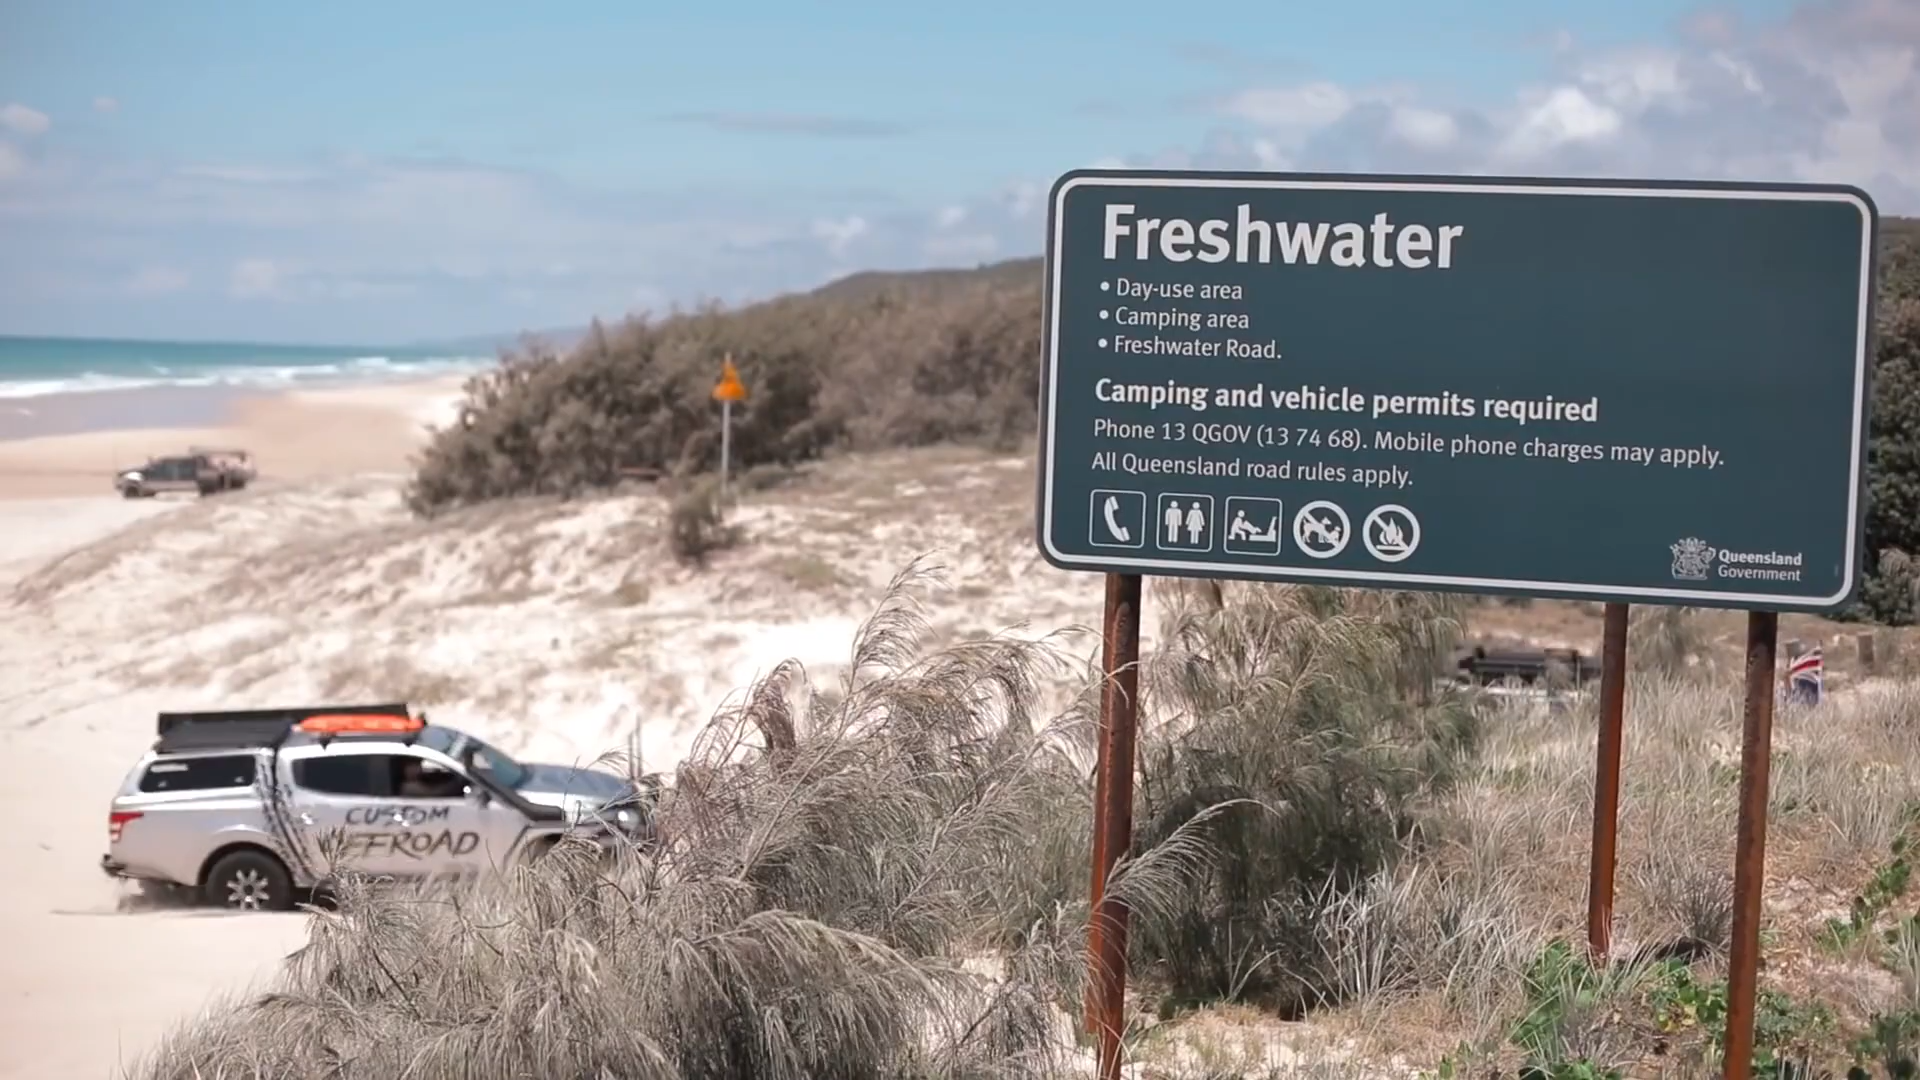 Freshwater
• Day-use area
• Camping area
• Freshwater Road.
Camping and vehicle permits required
Phone 13 QGOV (13 74 68). Mobile phone charges may apply.
All Queensland road rules apply.
Queensland
Government
CUSTOM
OFFROAD